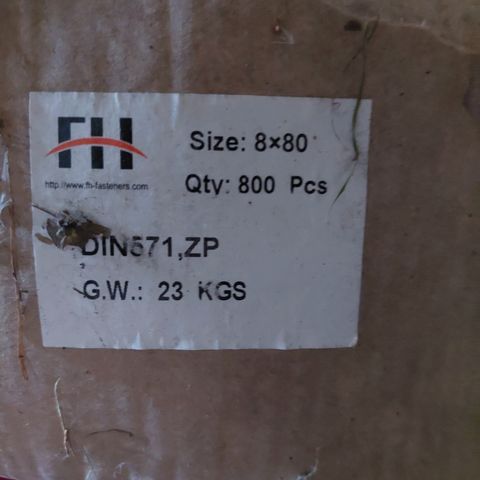 FH
Size: 8×80
http://www.fh-fasteners.com
Qty: 800 Pcs
DIN571,ZP
G.W.: 23 KGS